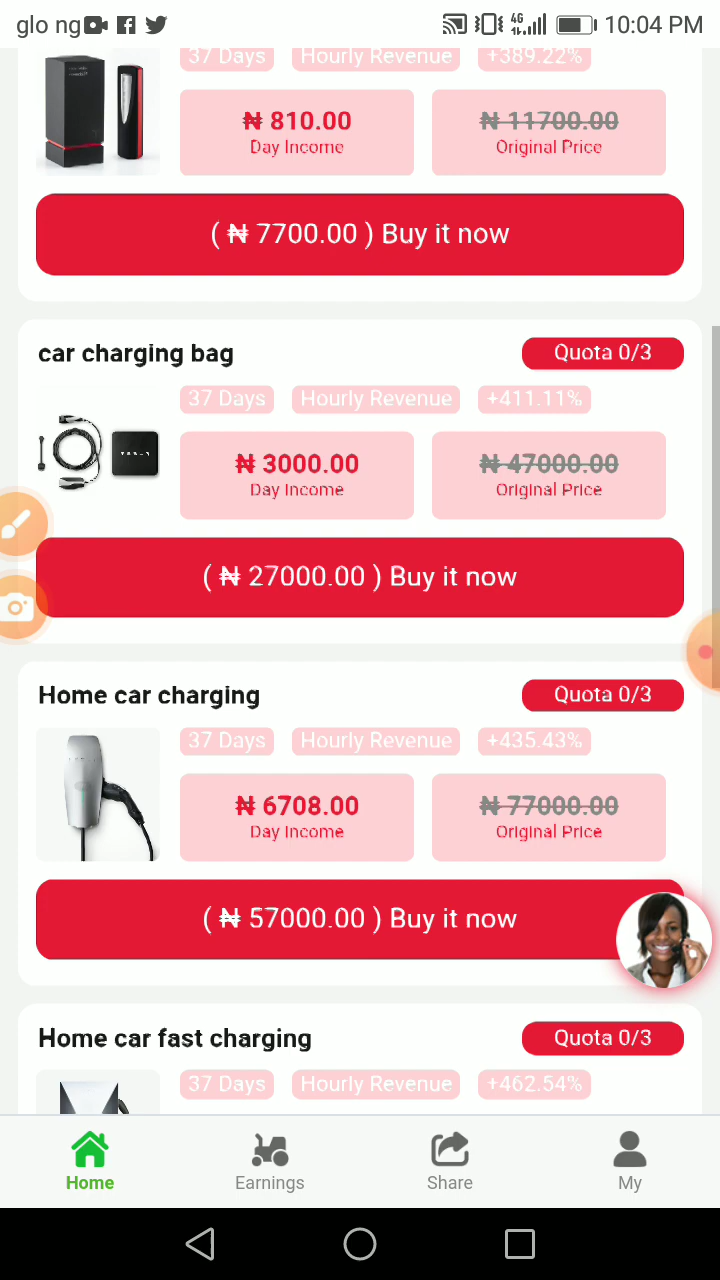 glo ng 4G 10:04 PM
37 Days Hourly Revenue +389.22%
₦ 810.00 ₦ 11700.00
Day Income Original Price
( ₦ 7700.00 ) Buy it now
car charging bag Quota 0/3
37 Days Hourly Revenue +411.11%
TESLA
₦ 3000.00 ₦ 47000.00
Day Income Original Price
( ₦ 27000.00 ) Buy it now
Home car charging Quota 0/3
37 Days Hourly Revenue +435.43%
₦ 6708.00 ₦ 77000.00
Day Income Original Price
( ₦ 57000.00 ) Buy it now
Home car fast charging Quota 0/3
37 Days Hourly Revenue +462.54%
Home Earnings Share My